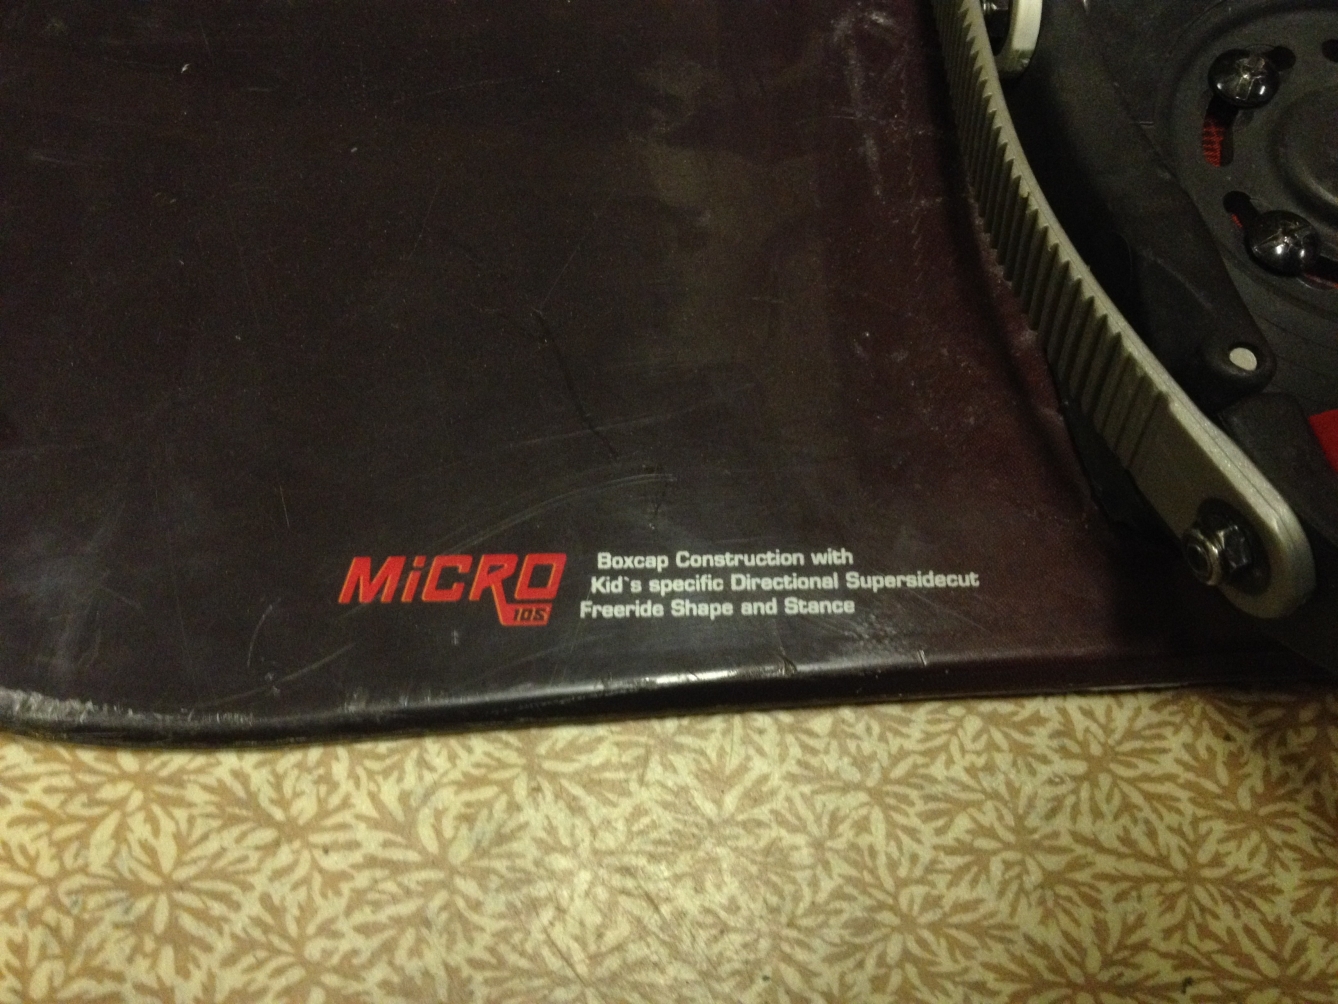 MiCRO
105
Boxcap Construction with
Kid`s specific Directional Supersidecut
Freeride Shape and Stance